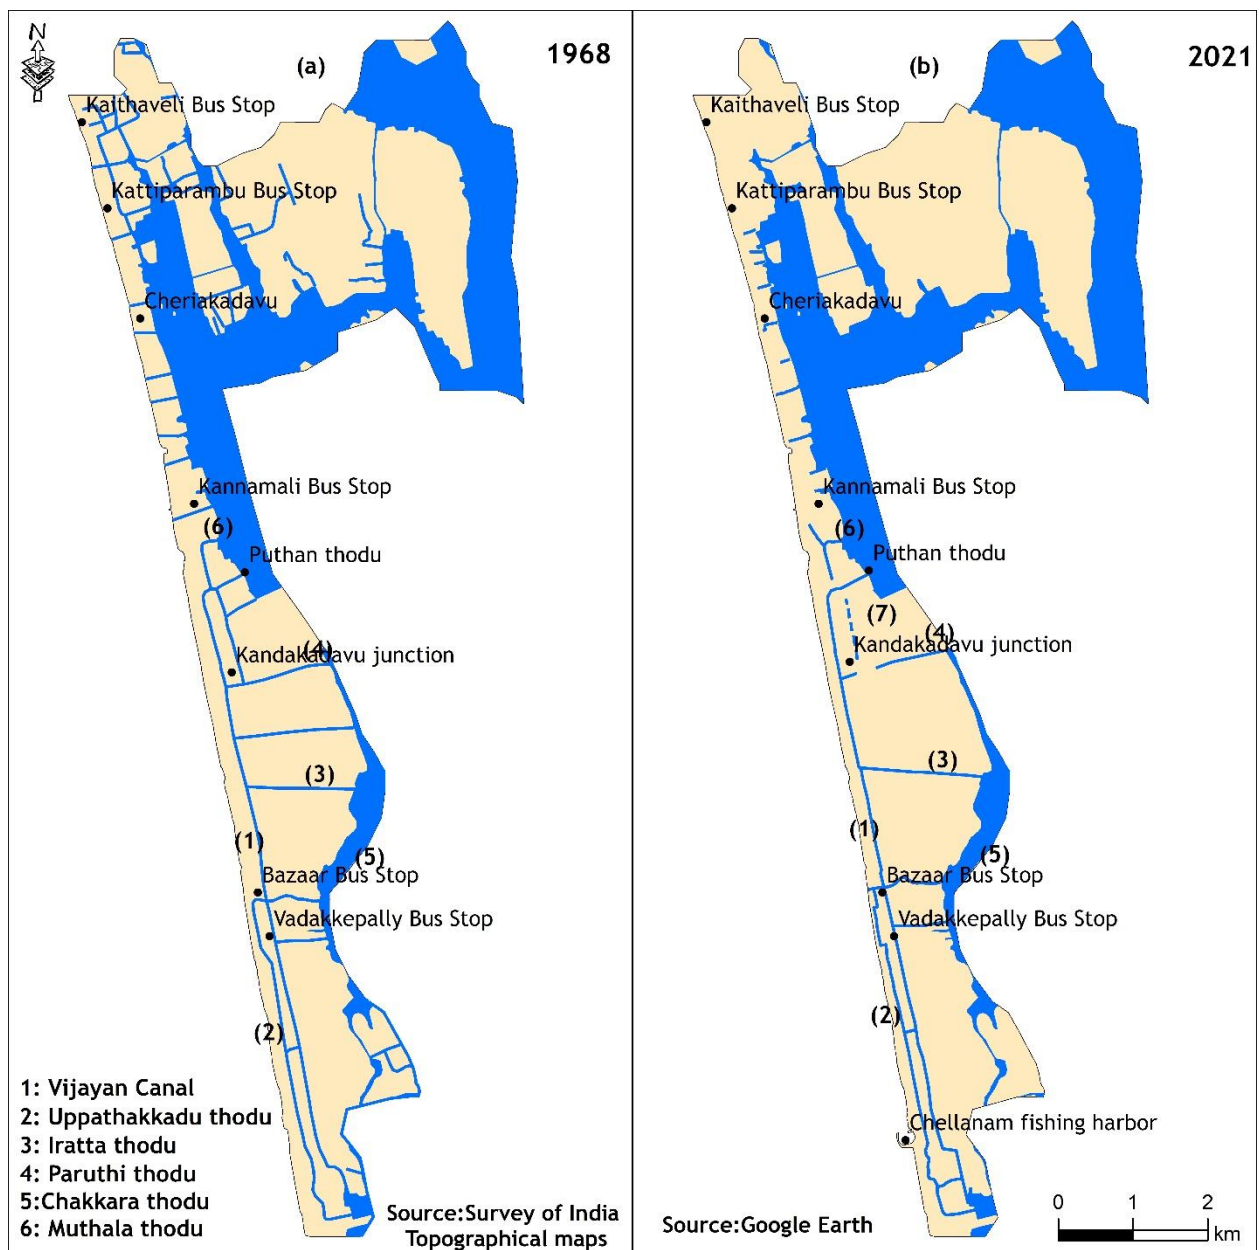 N
(a)
1968
Kaithaveli Bus Stop
Kattiparambu Bus Stop
Cheriakadavu
Kannamali Bus Stop
(6)
Puthan thodu
(4)
Kandakadavu junction
(3)
(1)
(5)
Bazaar Bus Stop
Vadakkepally Bus Stop
(2)
1: Vijayan Canal
2: Uppathakkadu thodu
3: Iratta thodu
4: Paruthi thodu
5:Chakkara thodu
6: Muthala thodu
Source:Survey of India
Topographical maps
(b)
2021
Kaithaveli Bus Stop
Kattiparambu Bus Stop
Cheriakadavu
Kannamali Bus Stop
(6)
Puthan thodu
(7)
(4)
Kandakadavu junction
(3)
(1)
(5)
Bazaar Bus Stop
Vadakkepally Bus Stop
(2)
Chellanam fishing harbor
Source:Google Earth
0 1 2
km